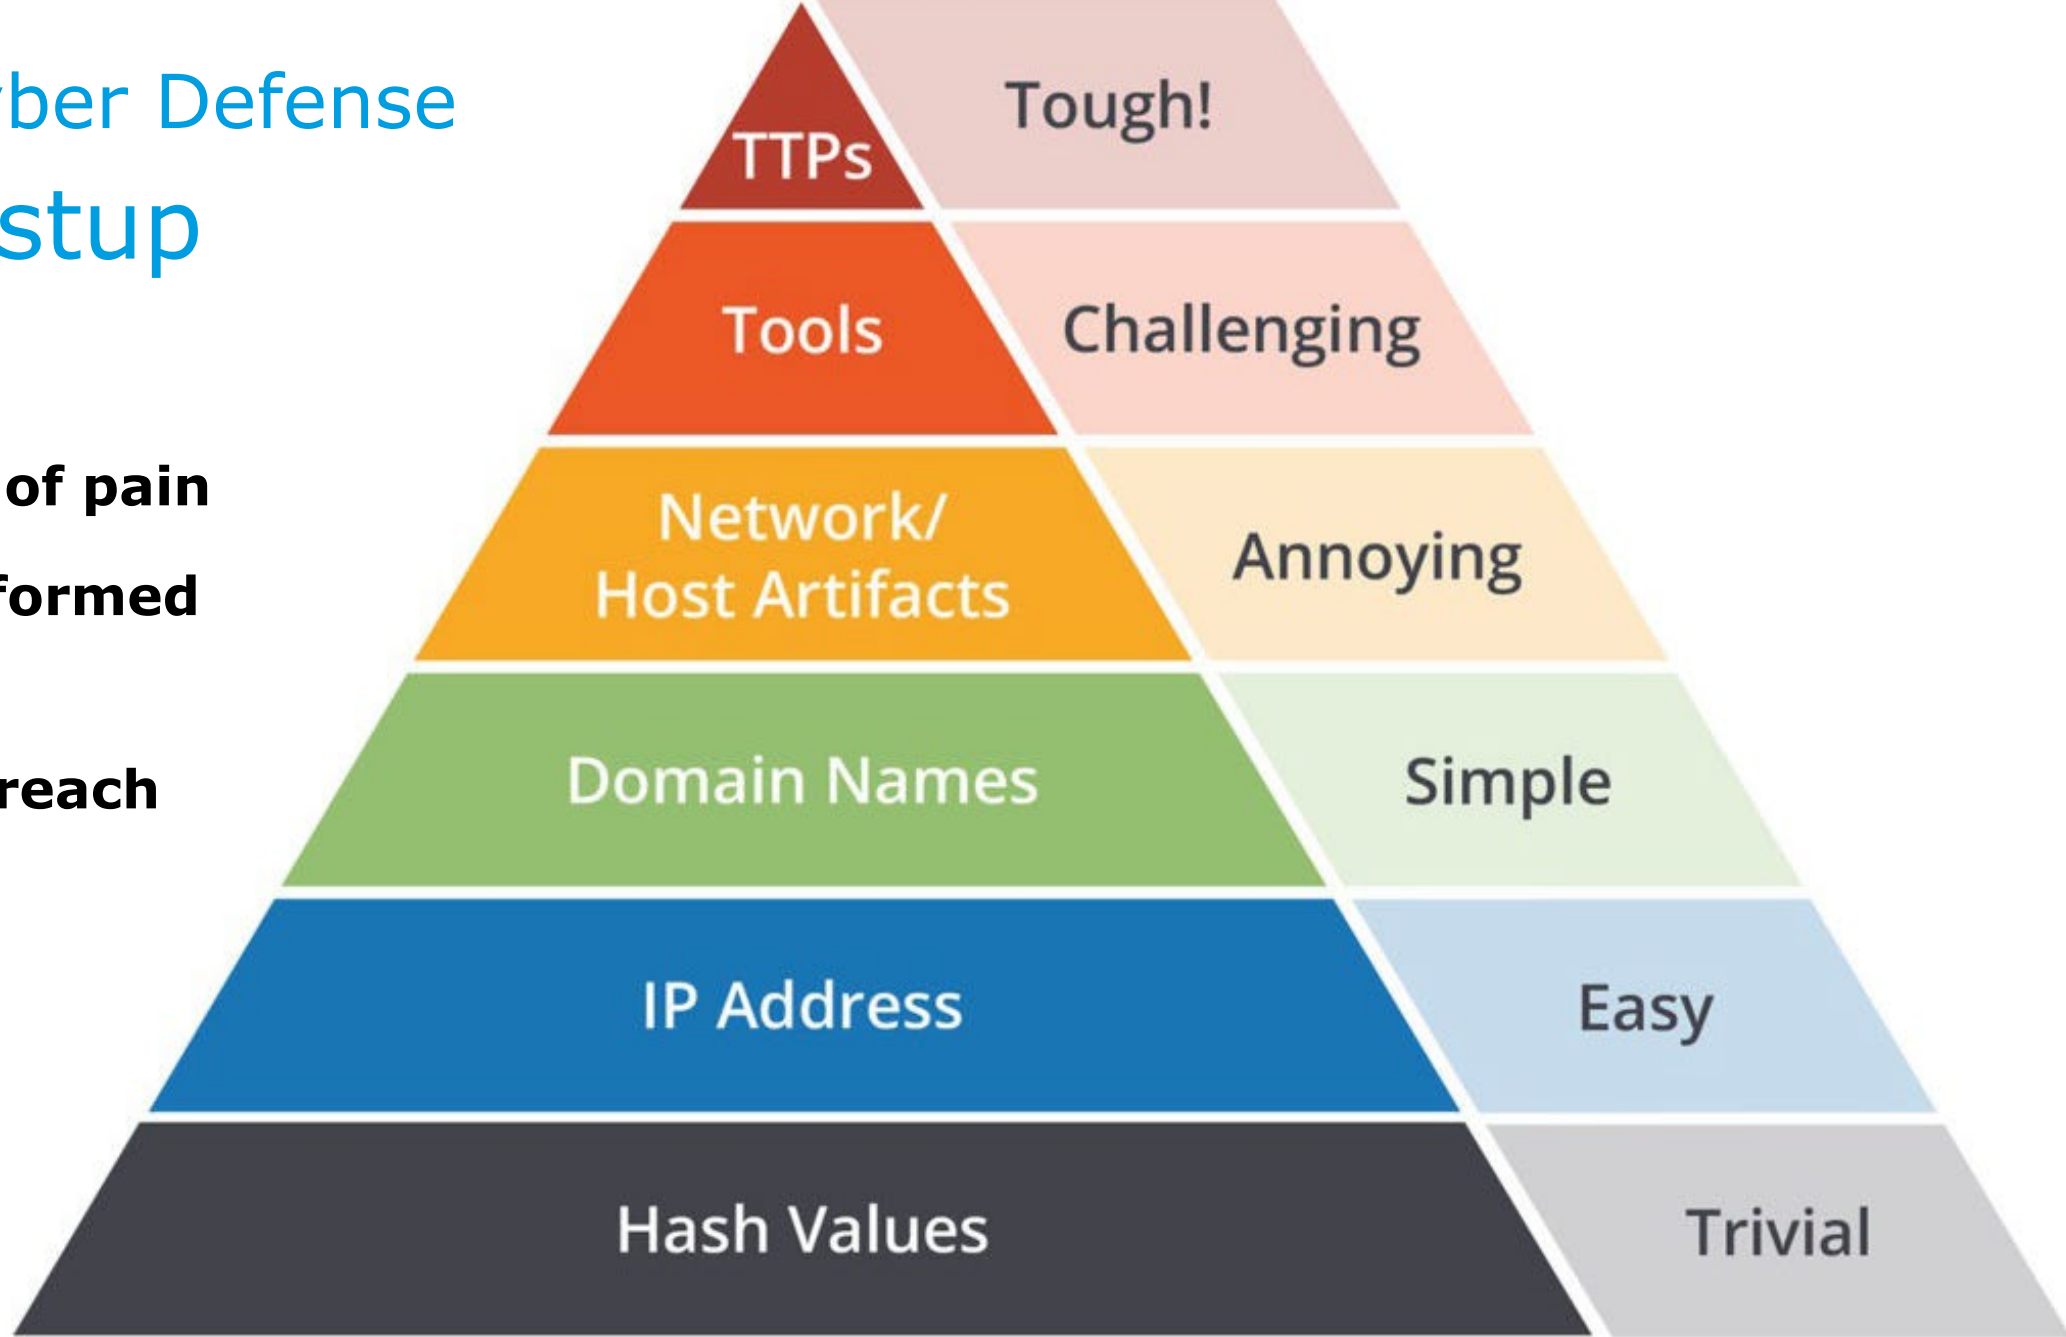 ber Defense
stup
of pain
formed
reach
TTPs
Tough!
Tools
Challenging
Network/
Host Artifacts
Annoying
Domain Names
Simple
IP Address
Easy
Hash Values
Trivial